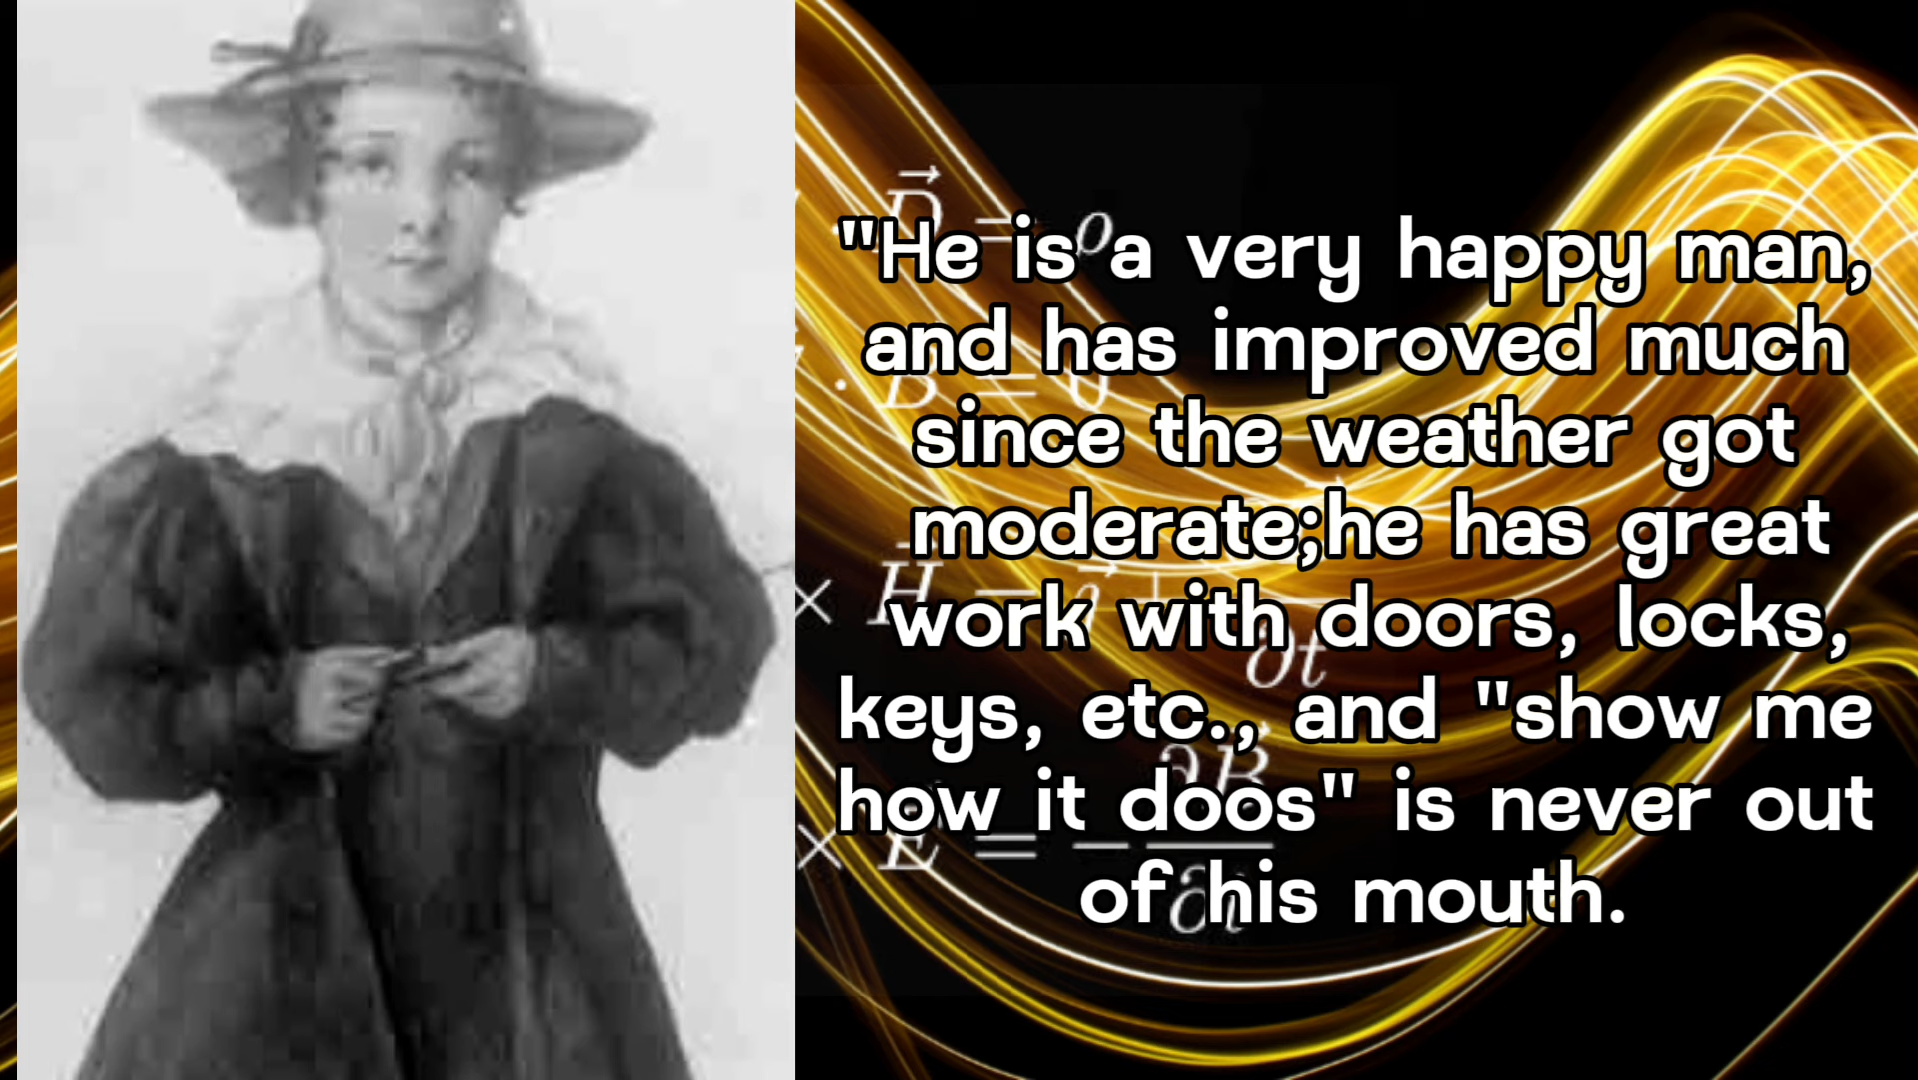 "He is a very happy man,
and has improved much
since the weather got
moderate;he has great
work with doors, locks,
keys, etc., and "show me
how it doos" is never out
of his mouth.
ρ
∂t